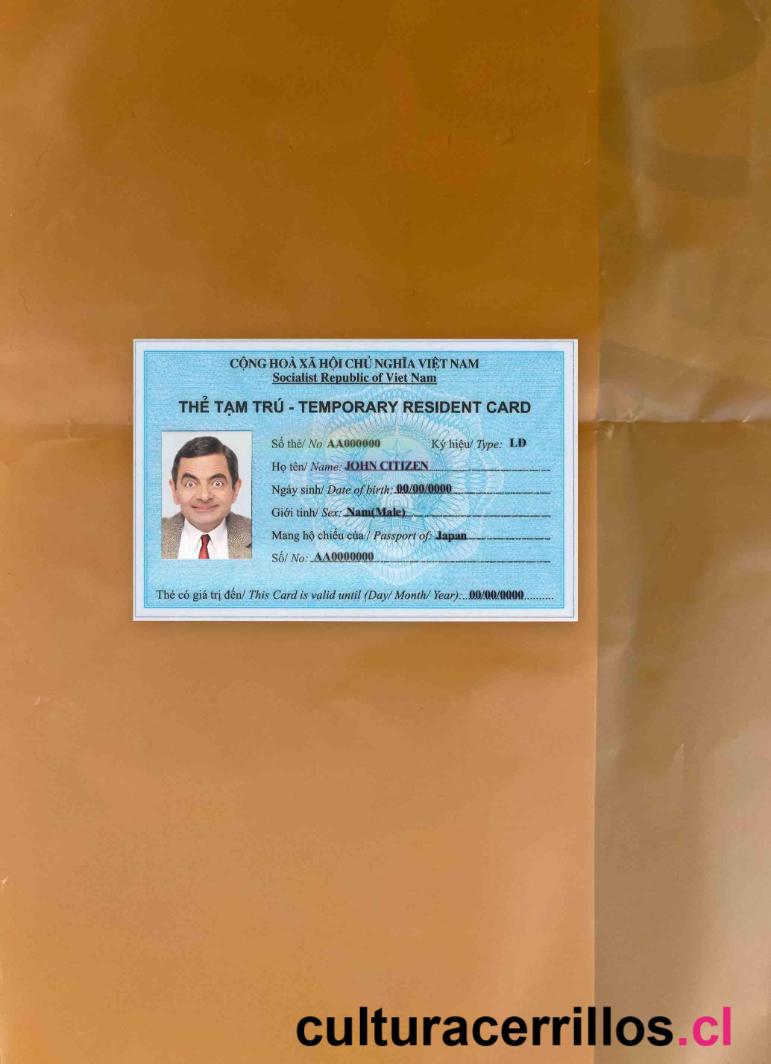 CỘNG HOÀ XÃ HỘI CHỦ NGHĨA VIỆT NAM
Socialist Republic of Viet Nam
THẺ TẠM TRÚ - TEMPORARY RESIDENT CARD
Số thẻ/ No AA000000 Ký hiệu/ Type: LĐ
Họ tên/ Name: JOHN CITIZEN
Ngày sinh/ Date of birth: 00/00/0000
Giới tính/ Sex: Nam(Male)
Mang hộ chiếu của / Passport of: Japan
Số/ No: AA0000000
Thẻ có giá trị đến/ This Card is valid until (Day/ Month/ Year):...00/00/0000..........
culturacerrillos.cl